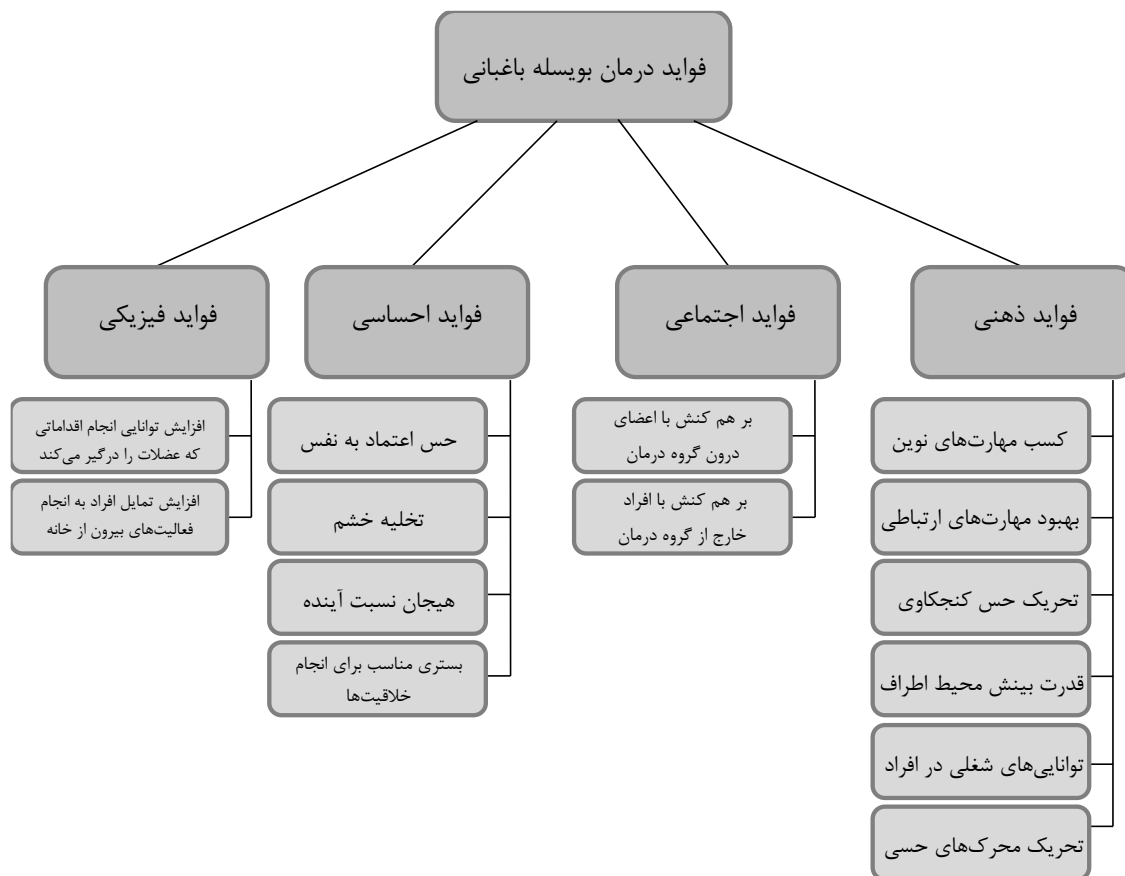 فواید درمان بویسله باغبانی
فواید ذهنی
کسب مهارت‌های نوین
بهبود مهارت‌های ارتباطی
تحریک حس کنجکاوی
قدرت بینش محیط اطراف
توانایی‌های شغلی در افراد
تحریک محرک‌های حسی
فواید اجتماعی
بر هم کنش با اعضای
درون گروه درمان
بر هم کنش با افراد
خارج از گروه درمان
فواید احساسی
حس اعتماد به نفس
تخلیه خشم
هیجان نسبت آینده
بستری مناسب برای انجام
خلاقیت‌ها
فواید فیزیکی
افزایش توانایی انجام اقداماتی
که عضلات را درگیر می‌کند
افزایش تمایل افراد به انجام
فعالیت‌های بیرون از خانه